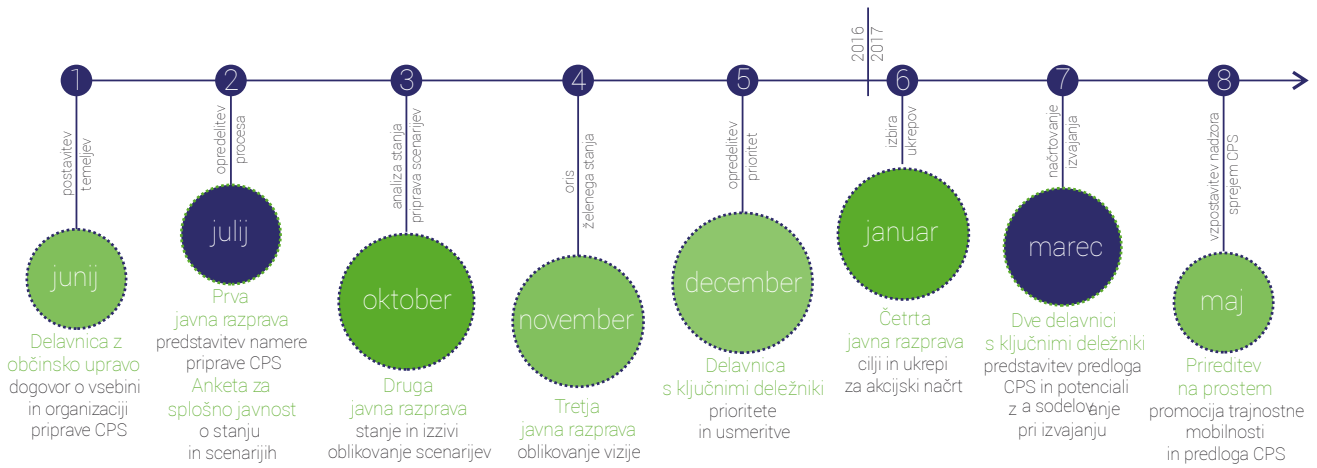 2016
2017
1
postavitev
temeljev
junij
Delavnica z
občinsko upravo
dogovor o vsebini
in organizaciji
priprave CPS
2
opredelitev
procesa
julij
Prva
javna razprava
predstavitev namere
priprave CPS
Anketa za
splošno javnost
o stanju
in scenarijih
3
analiza stanja
priprava scenarijev
oktober
Druga
javna razprava
stanje in izzivi
oblikovanje scenarijev
4
oris
želenega stanja
november
Tretja
javna razprava
oblikovanje vizije
5
opredelitev
prioritet
december
Delavnica
s ključnimi deležniki
prioritete
in usmeritve
6
izbira
ukrepov
januar
Četrta
javna razprava
cilji in ukrepi
za akcijski načrt
7
načrtovanje
izvajanja
marec
Dve delavnici
s ključnimi deležniki
predstavitev predloga
CPS in potenciali
z a sodelovanje
pri izvajanju
8
vzpostavitev nadzora
sprejem CPS
maj
Prireditev
na prostem
promocija trajnostne
mobilnosti
in predloga CPS